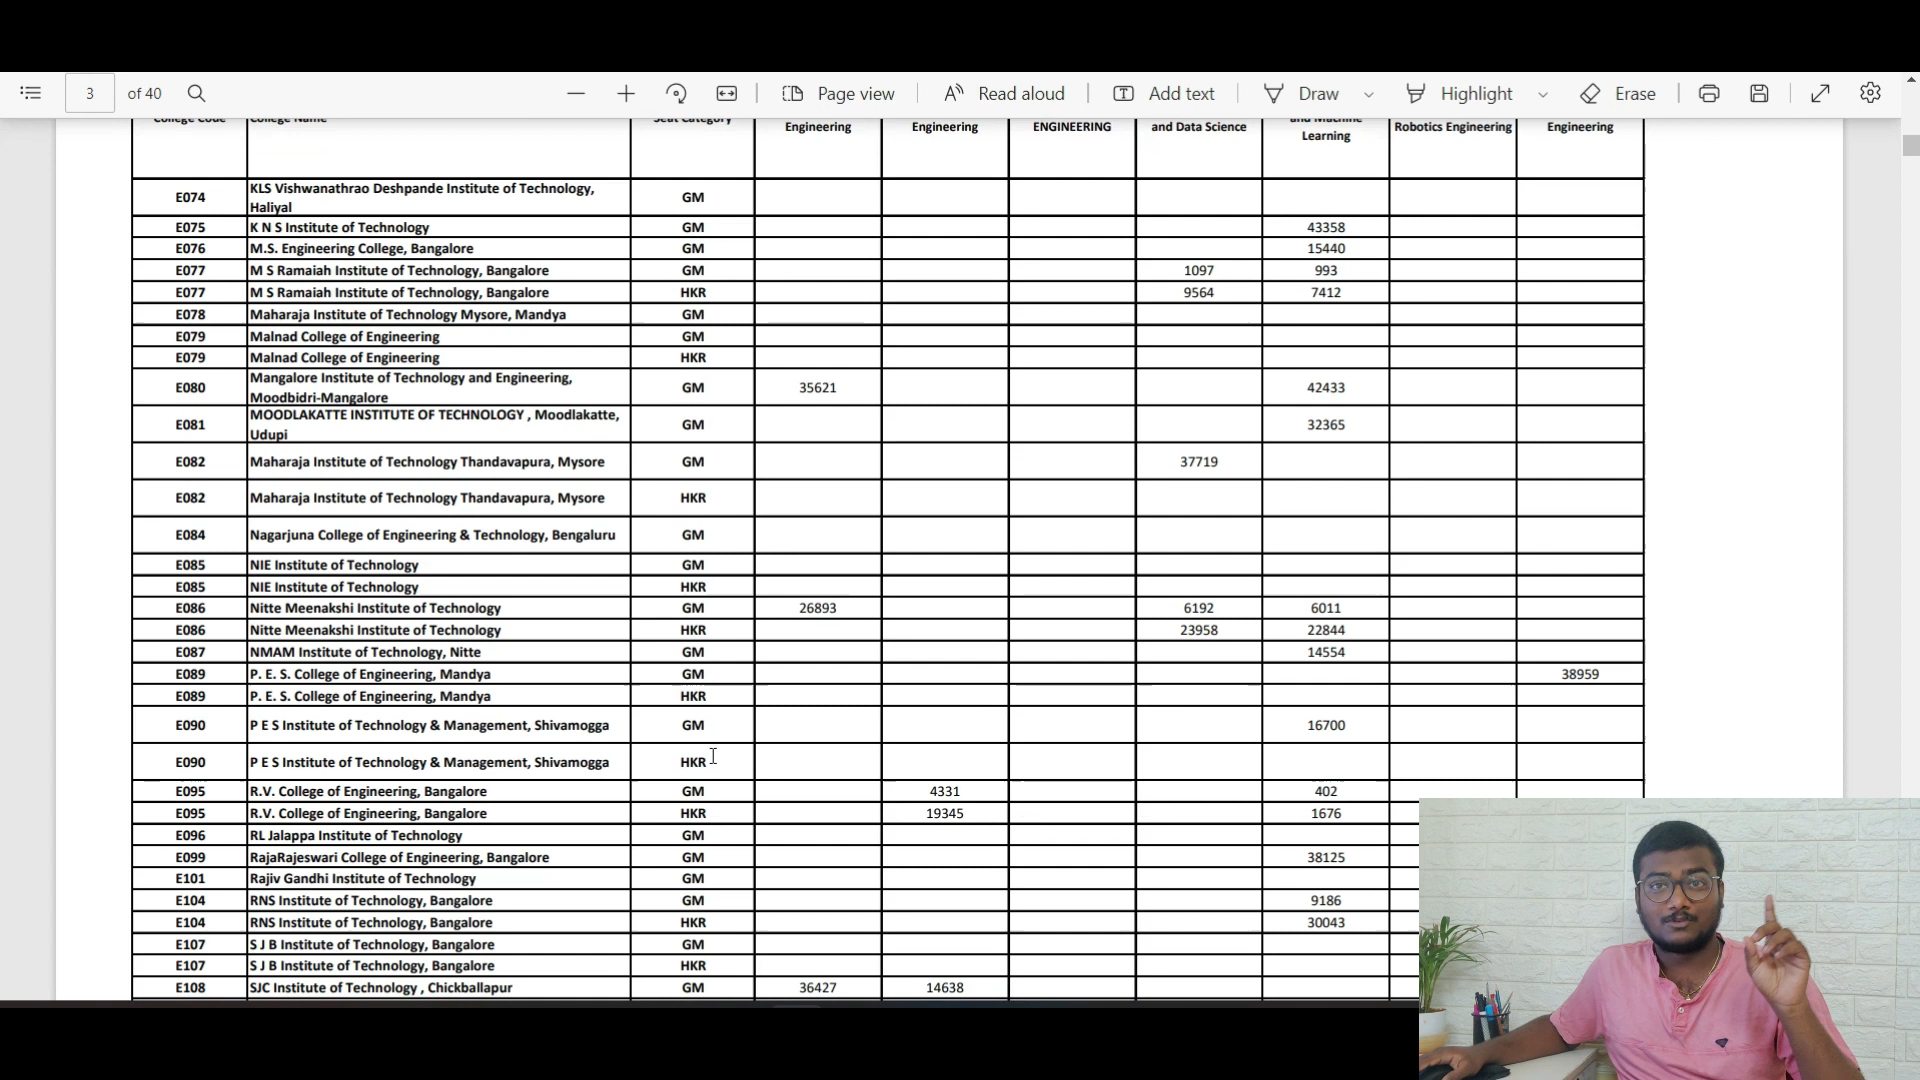 3 of 40 Page view Read aloud Add text Draw Highlight Erase
College Code College Name Seat Category Engineering Engineering ENGINEERING and Data Science and Machine Learning Robotics Engineering Engineering
E074 KLS Vishwanathrao Deshpande Institute of Technology, Haliyal GM
E075 K N S Institute of Technology GM 43358
E076 M.S. Engineering College, Bangalore GM 15440
E077 M S Ramaiah Institute of Technology, Bangalore GM 1097 993
E077 M S Ramaiah Institute of Technology, Bangalore HKR 9564 7412
E078 Maharaja Institute of Technology Mysore, Mandya GM
E079 Malnad College of Engineering GM
E079 Malnad College of Engineering HKR
E080 Mangalore Institute of Technology and Engineering, Moodbidri-Mangalore GM 35621 42433
E081 MOODLAKATTE INSTITUTE OF TECHNOLOGY , Moodlakatte, Udupi GM 32365
E082 Maharaja Institute of Technology Thandavapura, Mysore GM 37719
E082 Maharaja Institute of Technology Thandavapura, Mysore HKR
E084 Nagarjuna College of Engineering & Technology, Bengaluru GM
E085 NIE Institute of Technology GM
E085 NIE Institute of Technology HKR
E086 Nitte Meenakshi Institute of Technology GM 26893 6192 6011
E086 Nitte Meenakshi Institute of Technology HKR 23958 22844
E087 NMAM Institute of Technology, Nitte GM 14554
E089 P. E. S. College of Engineering, Mandya GM 38959
E089 P. E. S. College of Engineering, Mandya HKR
E090 P E S Institute of Technology & Management, Shivamogga GM 16700
E090 P E S Institute of Technology & Management, Shivamogga HKR
E095 R.V. College of Engineering, Bangalore GM 4331 402
E095 R.V. College of Engineering, Bangalore HKR 19345 1676
E096 RL Jalappa Institute of Technology GM
E099 RajaRajeswari College of Engineering, Bangalore GM 38125
E101 Rajiv Gandhi Institute of Technology GM
E104 RNS Institute of Technology, Bangalore GM 9186
E104 RNS Institute of Technology, Bangalore HKR 30043
E107 S J B Institute of Technology, Bangalore GM
E107 S J B Institute of Technology, Bangalore HKR
E108 SJC Institute of Technology , Chickballapur GM 36427 14638